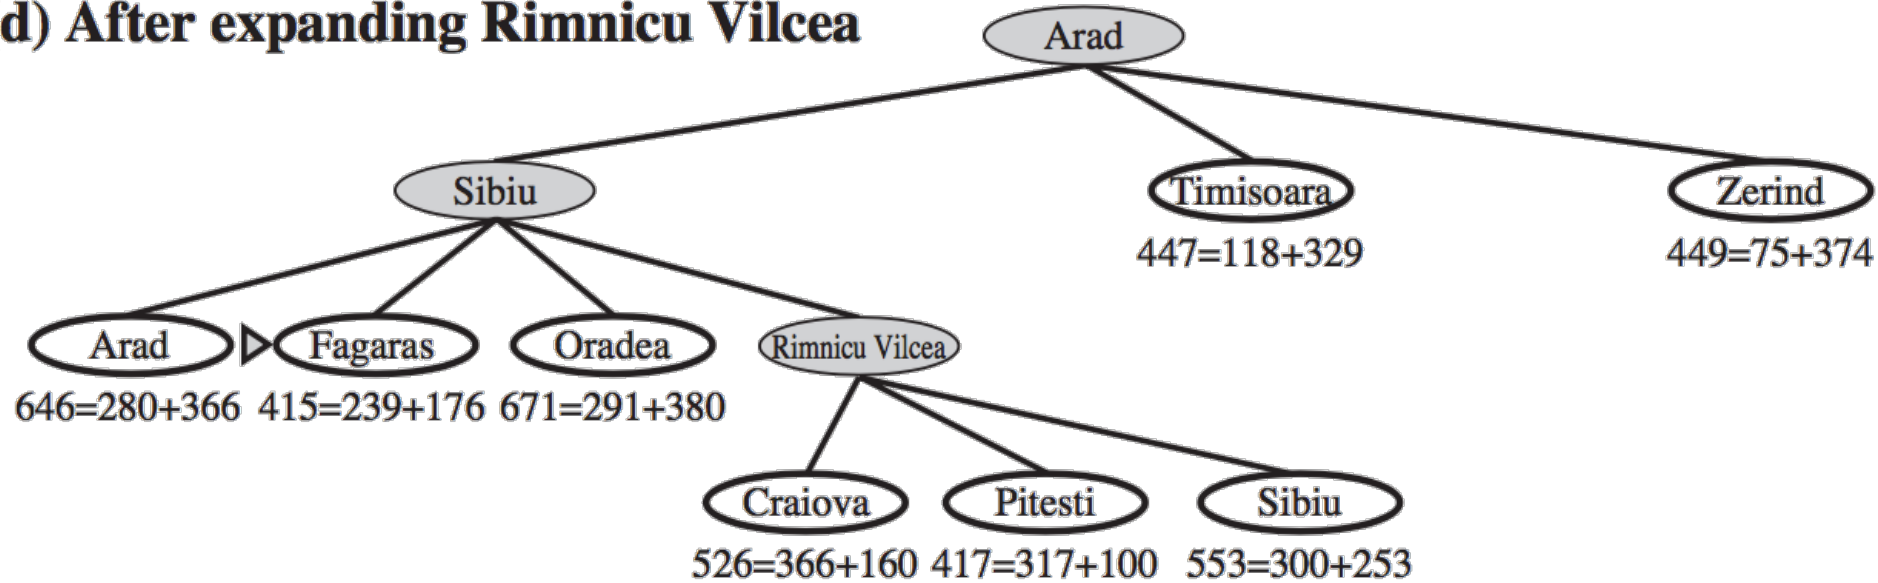 d) After expanding Rimnicu Vilcea
Arad
Sibiu
Timisoara
Zerind
447=118+329
449=75+374
Arad
Fagaras
Oradea
Rimnicu Vilcea
646=280+366
415=239+176
671=291+380
Craiova
Pitesti
Sibiu
526=366+160
417=317+100
553=300+253